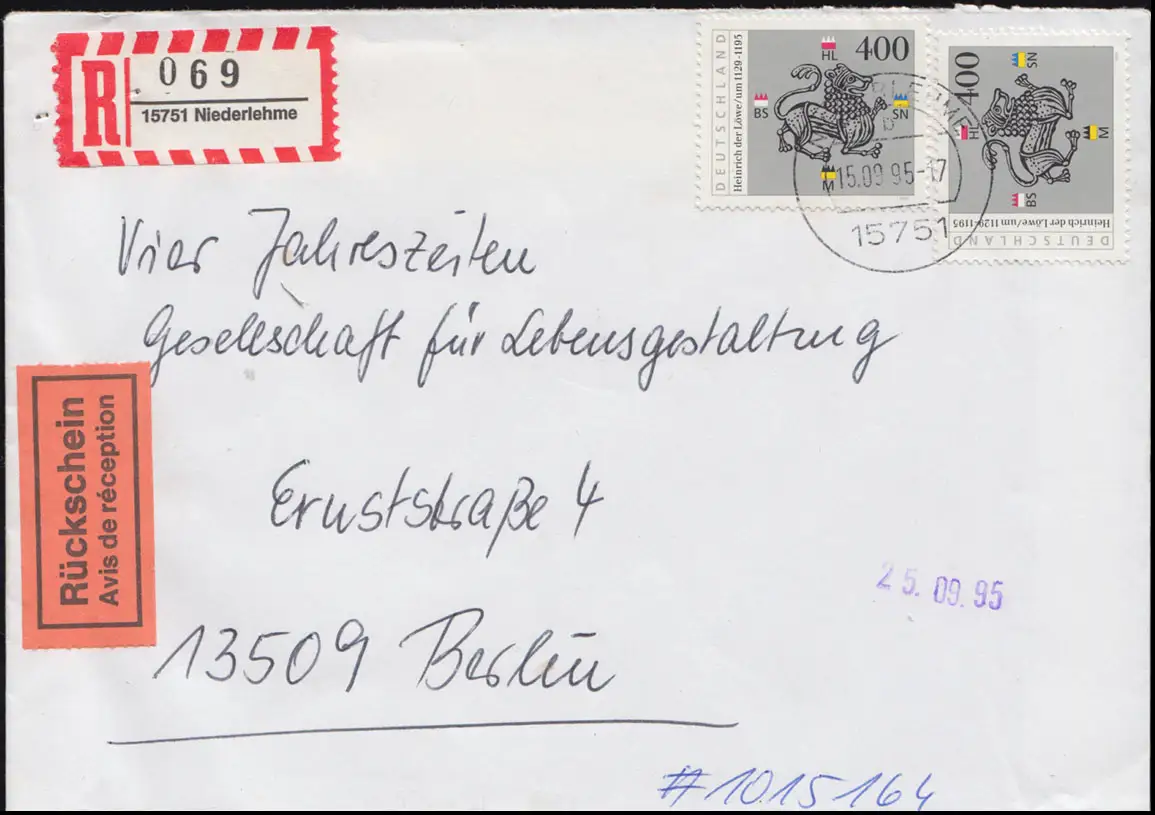 R
069
15751 Niederlehme
DEUTSCHLAND
Heinrich der Löwe/um 1129-1195
400
HL
BS
SN
M
400
SN
HL
M
BS
Heinrich der Löwe/um 1129-1195
DEUTSCHLAND
b
15.09.95-17
15751
Vier Jahreszeiten
Gesellschaft für Lebensgestaltung
Rückschein
Avis de réception
Ernststraße 4
25.09.95
13509 Berlin
#1015164